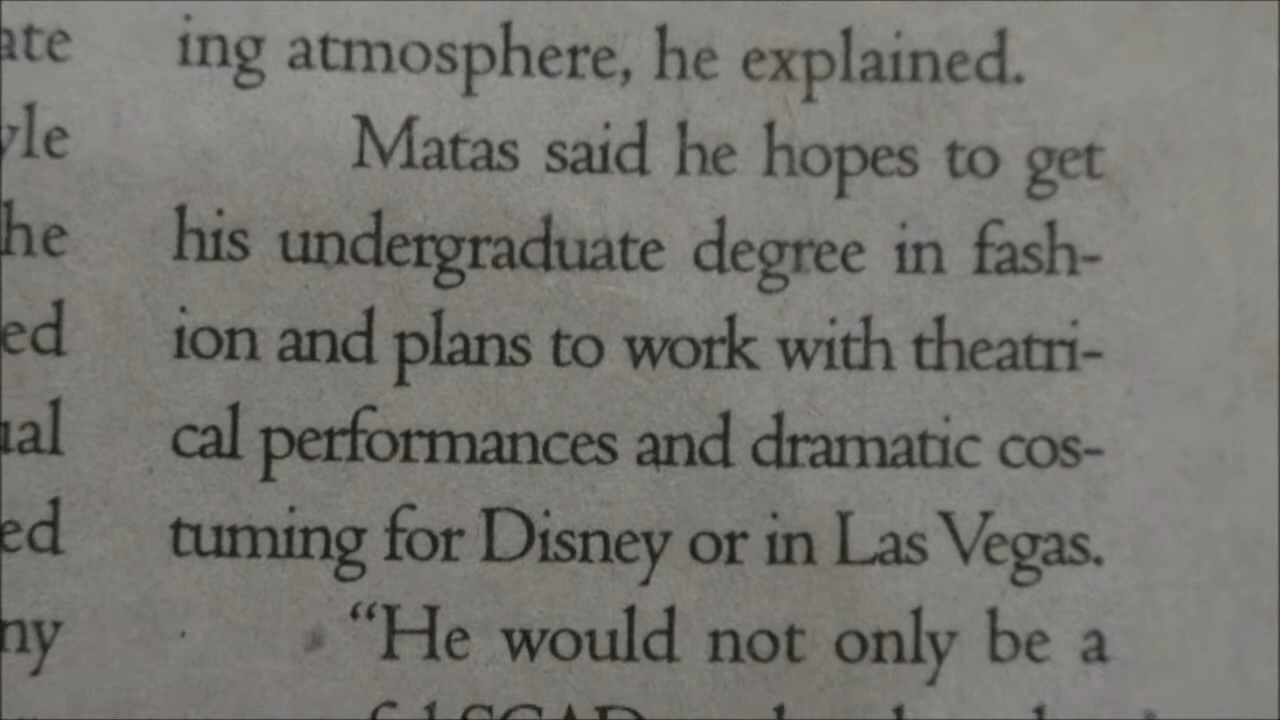 ing atmosphere, he explained.
Matas said he hopes to get
his undergraduate degree in fash-
ion and plans to work with theatri-
cal performances and dramatic cos-
tuming for Disney or in Las Vegas.
“He would not only be a
SCAD